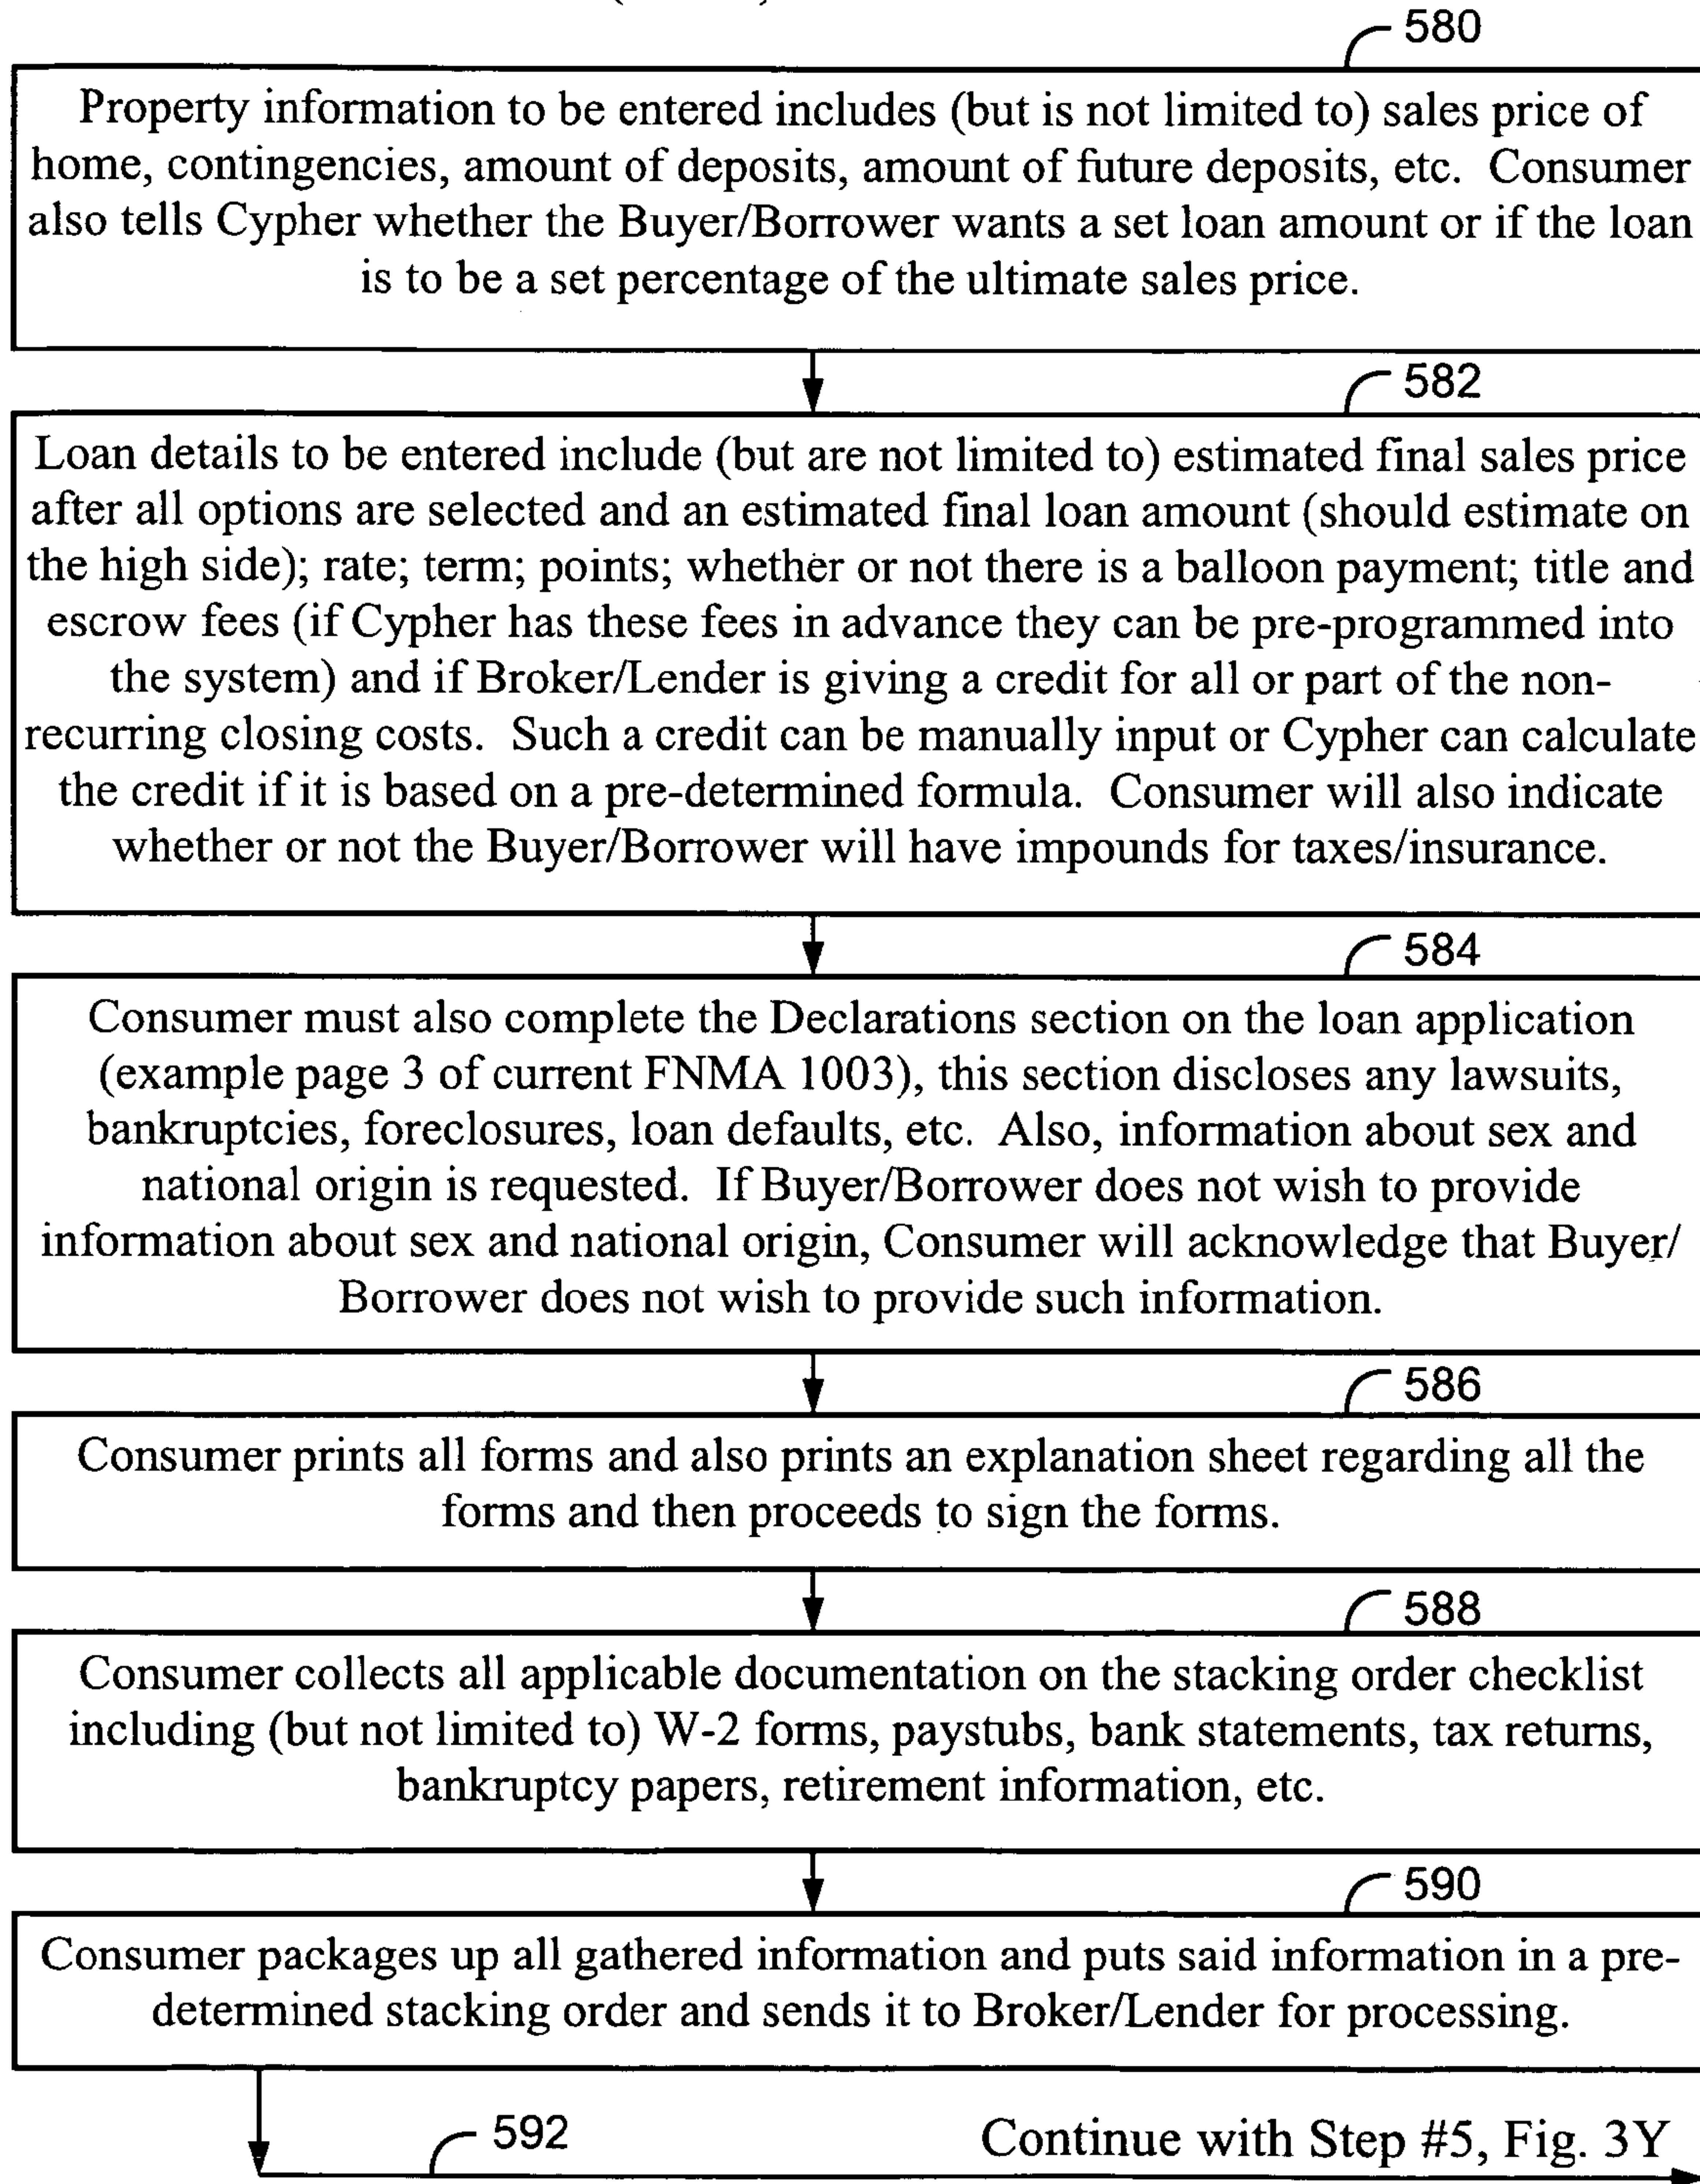 580
Property information to be entered includes (but is not limited to) sales price of
home, contingencies, amount of deposits, amount of future deposits, etc.  Consumer
also tells Cypher whether the Buyer/Borrower wants a set loan amount or if the loan
is to be a set percentage of the ultimate sales price.
582
Loan details to be entered include (but are not limited to) estimated final sales price
after all options are selected and an estimated final loan amount (should estimate on
the high side); rate; term; points; whether or not there is a balloon payment; title and
escrow fees (if Cypher has these fees in advance they can be pre-programmed into
the system) and if Broker/Lender is giving a credit for all or part of the non-
recurring closing costs.  Such a credit can be manually input or Cypher can calculate
the credit if it is based on a pre-determined formula.  Consumer will also indicate
whether or not the Buyer/Borrower will have impounds for taxes/insurance.
584
Consumer must also complete the Declarations section on the loan application
(example page 3 of current FNMA 1003), this section discloses any lawsuits,
bankruptcies, foreclosures, loan defaults, etc.  Also, information about sex and
national origin is requested.  If Buyer/Borrower does not wish to provide
information about sex and national origin, Consumer will acknowledge that Buyer/
Borrower does not wish to provide such information.
586
Consumer prints all forms and also prints an explanation sheet regarding all the
forms and then proceeds to sign the forms.
588
Consumer collects all applicable documentation on the stacking order checklist
including (but not limited to) W-2 forms, paystubs, bank statements, tax returns,
bankruptcy papers, retirement information, etc.
590
Consumer packages up all gathered information and puts said information in a pre-
determined stacking order and sends it to Broker/Lender for processing.
592
Continue with Step #5, Fig. 3Y